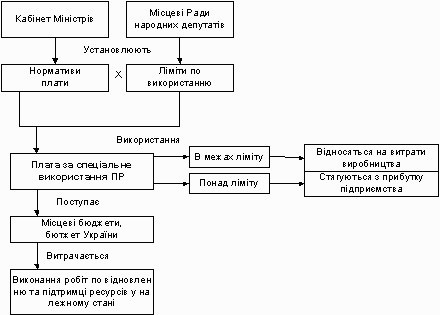 Кабінет Міністрів
Місцеві Ради
народних депутатів
Установлюють
Нормативи
плати
X
Ліміти по
використанню
Використання
Плата за спеціальне
використання ПР
В межах ліміту
Відносяться на витрати
виробництва
Понад ліміту
Стягуються з прибутку
підприємства
Поступає
Місцеві бюджети,
бютжет України
Витрачається
Виконання робіт по відновлен
ню та підтримці ресурсів у на
лежному стані